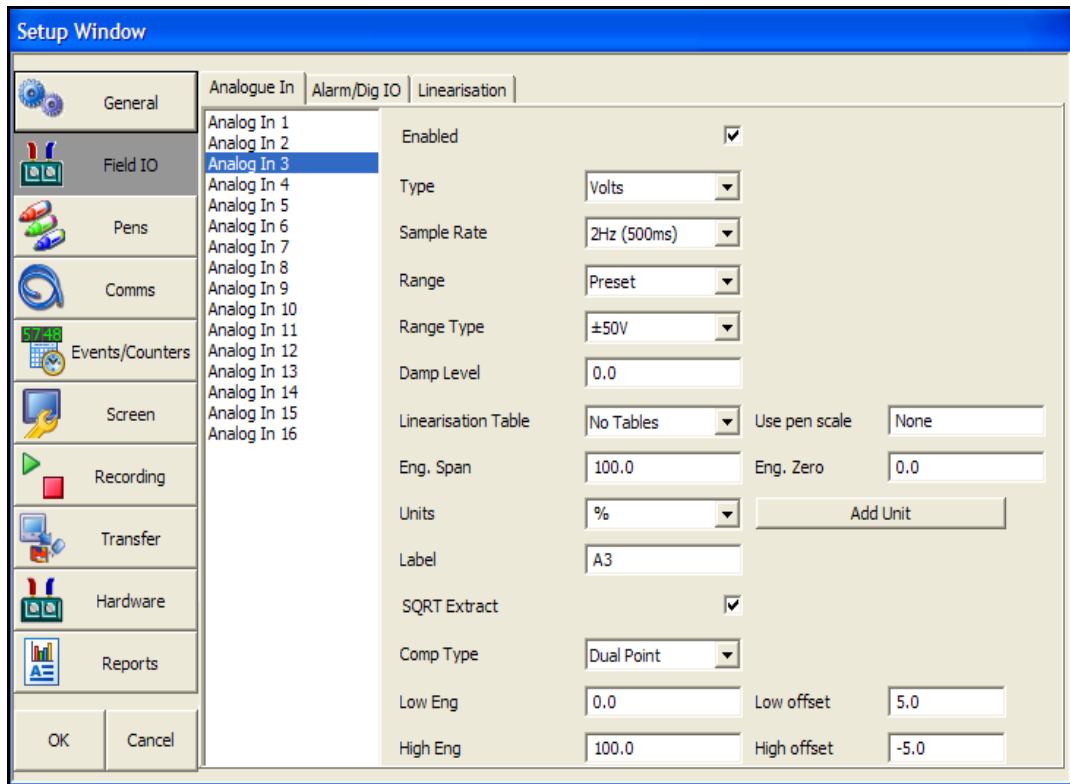 Setup Window
General
Field IO
Pens
Comms
57:48
Events/Counters
Screen
Recording
Transfer
Hardware
Reports
OK Cancel
Analogue In Alarm/Dig IO Linearisation
Analog In 1
Analog In 2
Analog In 3
Analog In 4
Analog In 5
Analog In 6
Analog In 7
Analog In 8
Analog In 9
Analog In 10
Analog In 11
Analog In 12
Analog In 13
Analog In 14
Analog In 15
Analog In 16
Enabled
Type Volts
Sample Rate 2Hz (500ms)
Range Preset
Range Type ±50V
Damp Level 0.0
Linearisation Table No Tables Use pen scale None
Eng. Span 100.0 Eng. Zero 0.0
Units % Add Unit
Label A3
SQRT Extract
Comp Type Dual Point
Low Eng 0.0 Low offset 5.0
High Eng 100.0 High offset -5.0